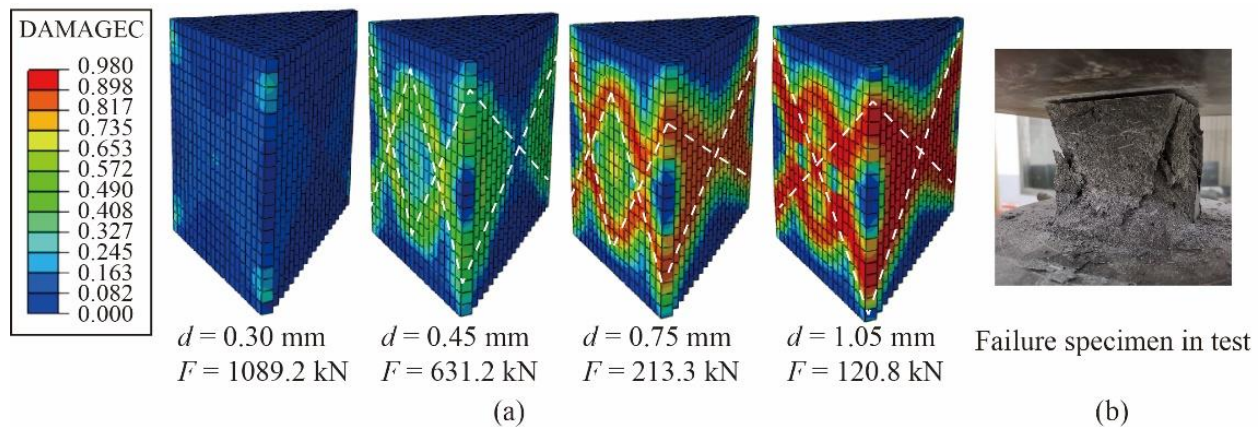 DAMAGEC
0.980
0.898
0.817
0.735
0.653
0.572
0.490
0.408
0.327
0.245
0.163
0.082
0.000
d = 0.30 mm
F = 1089.2 kN
d = 0.45 mm
F = 631.2 kN
d = 0.75 mm
F = 213.3 kN
d = 1.05 mm
F = 120.8 kN
Failure specimen in test
(a)
(b)